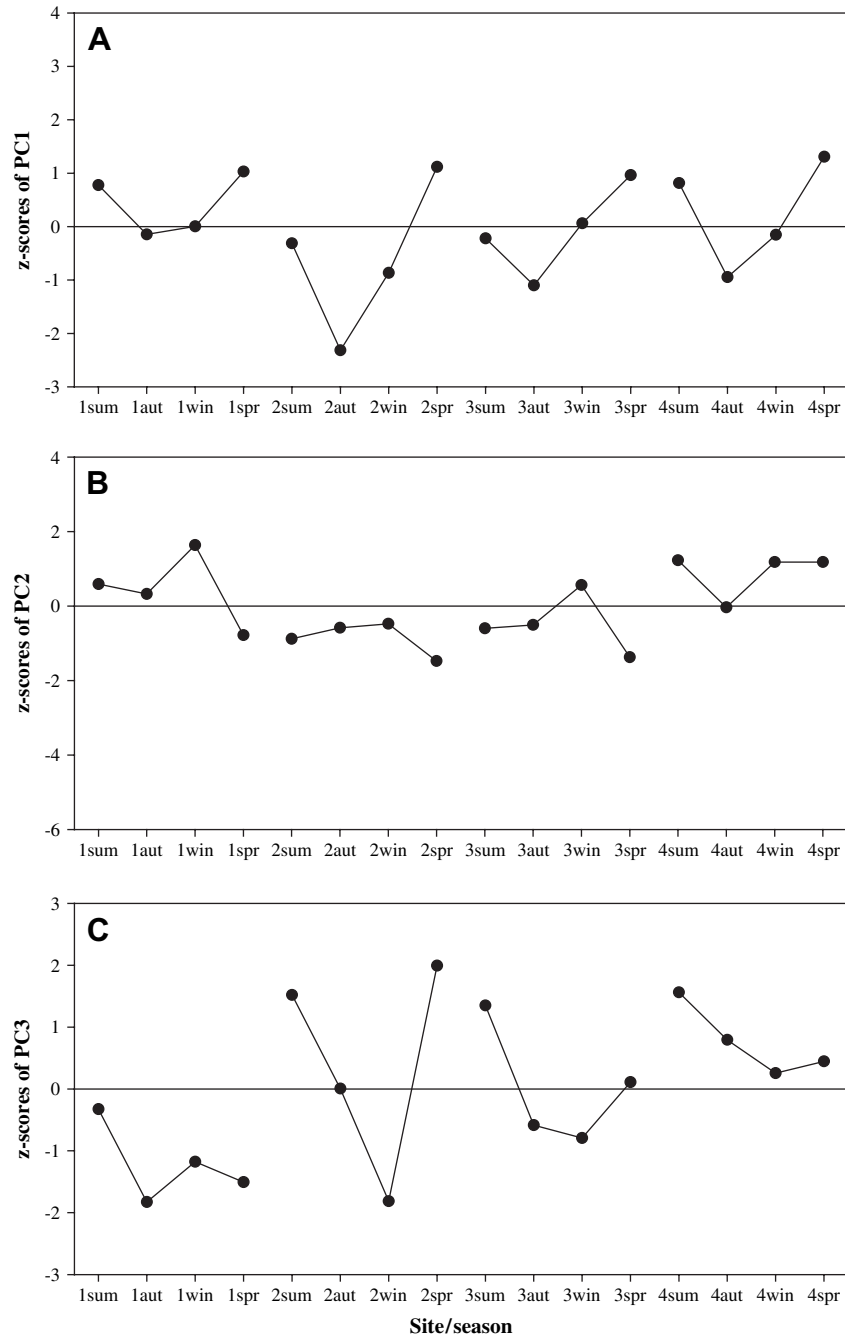 A
4
3
2
1
0
-1
-2
-3
z-scores of PC1
1sum 1aut 1win 1spr 2sum 2aut 2win 2spr 3sum 3aut 3win 3spr 4sum 4aut 4win 4spr
B
4
2
0
-2
-4
-6
z-scores of PC2
1sum 1aut 1win 1spr 2sum 2aut 2win 2spr 3sum 3aut 3win 3spr 4sum 4aut 4win 4spr
C
3
2
1
0
-1
-2
-3
z-scores of PC3
1sum 1aut 1win 1spr 2sum 2aut 2win 2spr 3sum 3aut 3win 3spr 4sum 4aut 4win 4spr
Site/season